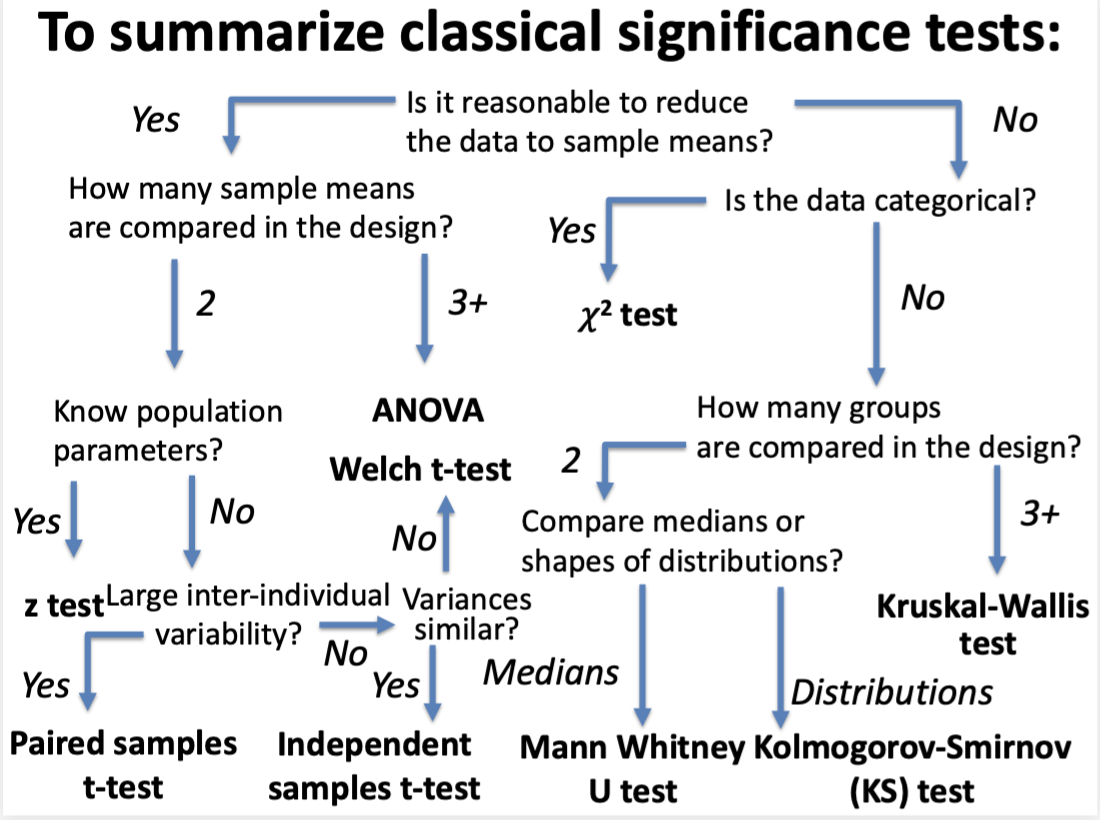 To summarize classical significance tests:
Yes
Is it reasonable to reduce
the data to sample means?
No
How many sample means
are compared in the design?
Is the data categorical?
Yes
2
3+
χ² test
No
Know population
parameters?
ANOVA
Welch t-test
How many groups
are compared in the design?
2
Yes
No
No
Compare medians or
shapes of distributions?
3+
z test
Large inter-individual
variability?
No
Variances
similar?
Kruskal-Wallis
test
Yes
Yes
Medians
Distributions
Paired samples
t-test
Independent
samples t-test
Mann Whitney
U test
Kolmogorov-Smirnov
(KS) test